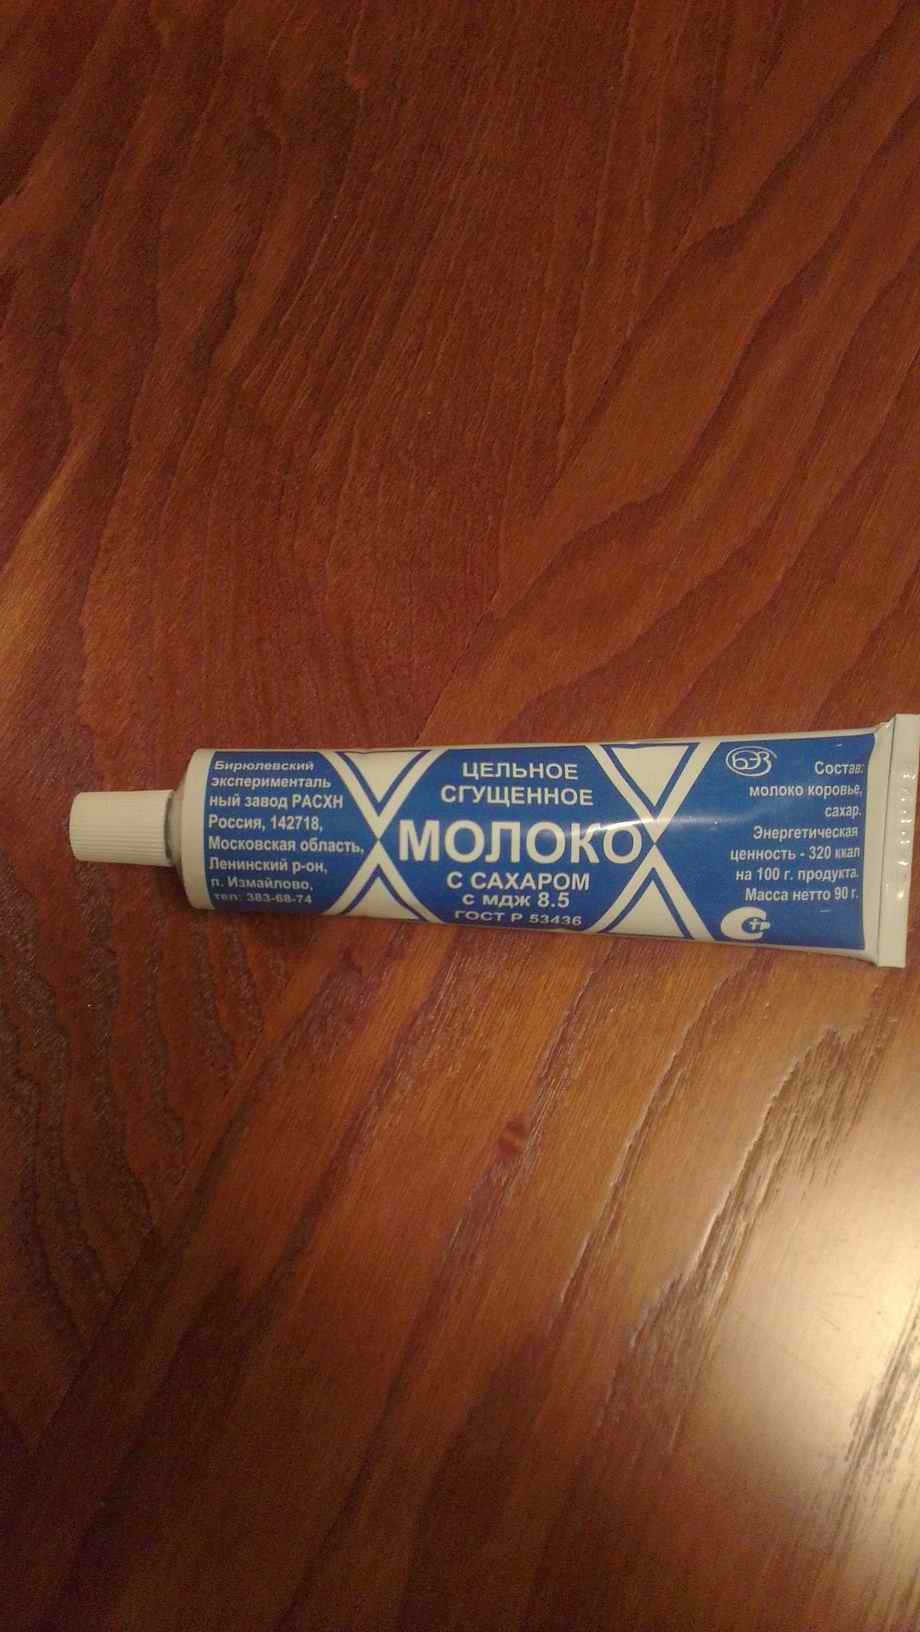 Бирюлевский
эксперименталь
ный завод РАСХН
Россия, 142718,
Московская область,
Ленинский р-он,
п. Измайлово,
тел: 383-68-74
ЦЕЛЬНОЕ
СГУЩЕННОЕ
МОЛОКО
С САХАРОМ
с мдж 8.5
ГОСТ Р 53436
БЭЗ
Состав:
молоко коровье,
сахар.
Энергетическая
ценность - 320 ккал
на 100 г. продукта.
Масса нетто 90 г.
Стр